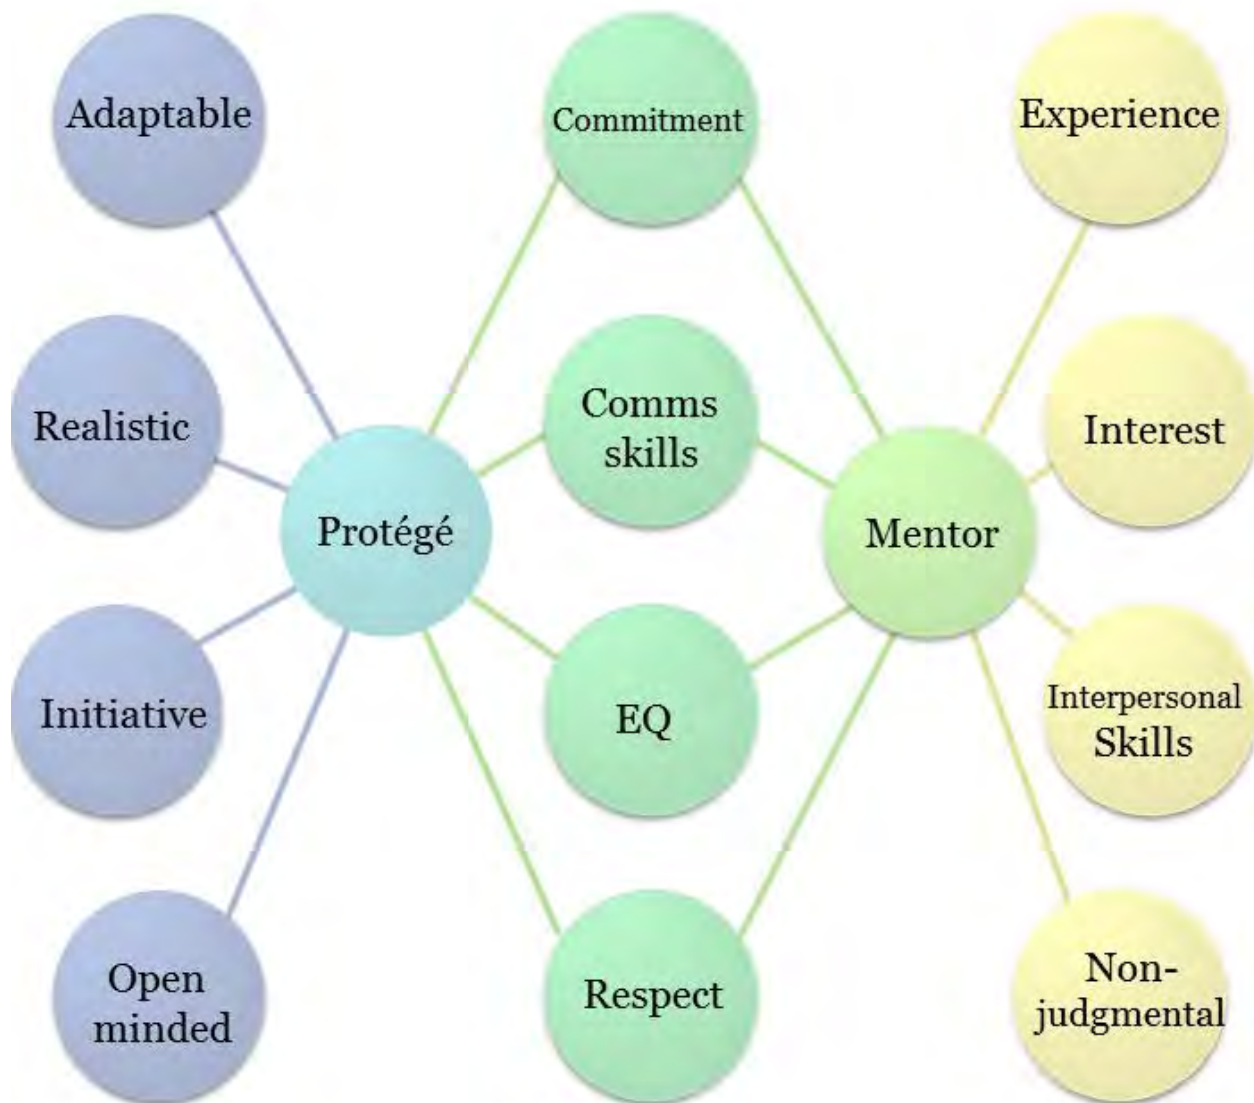 Adaptable
Commitment
Experience
Realistic
Comms
skills
Interest
Protégé
Mentor
Initiative
EQ
Interpersonal
Skills
Open
minded
Respect
Non-
judgmental